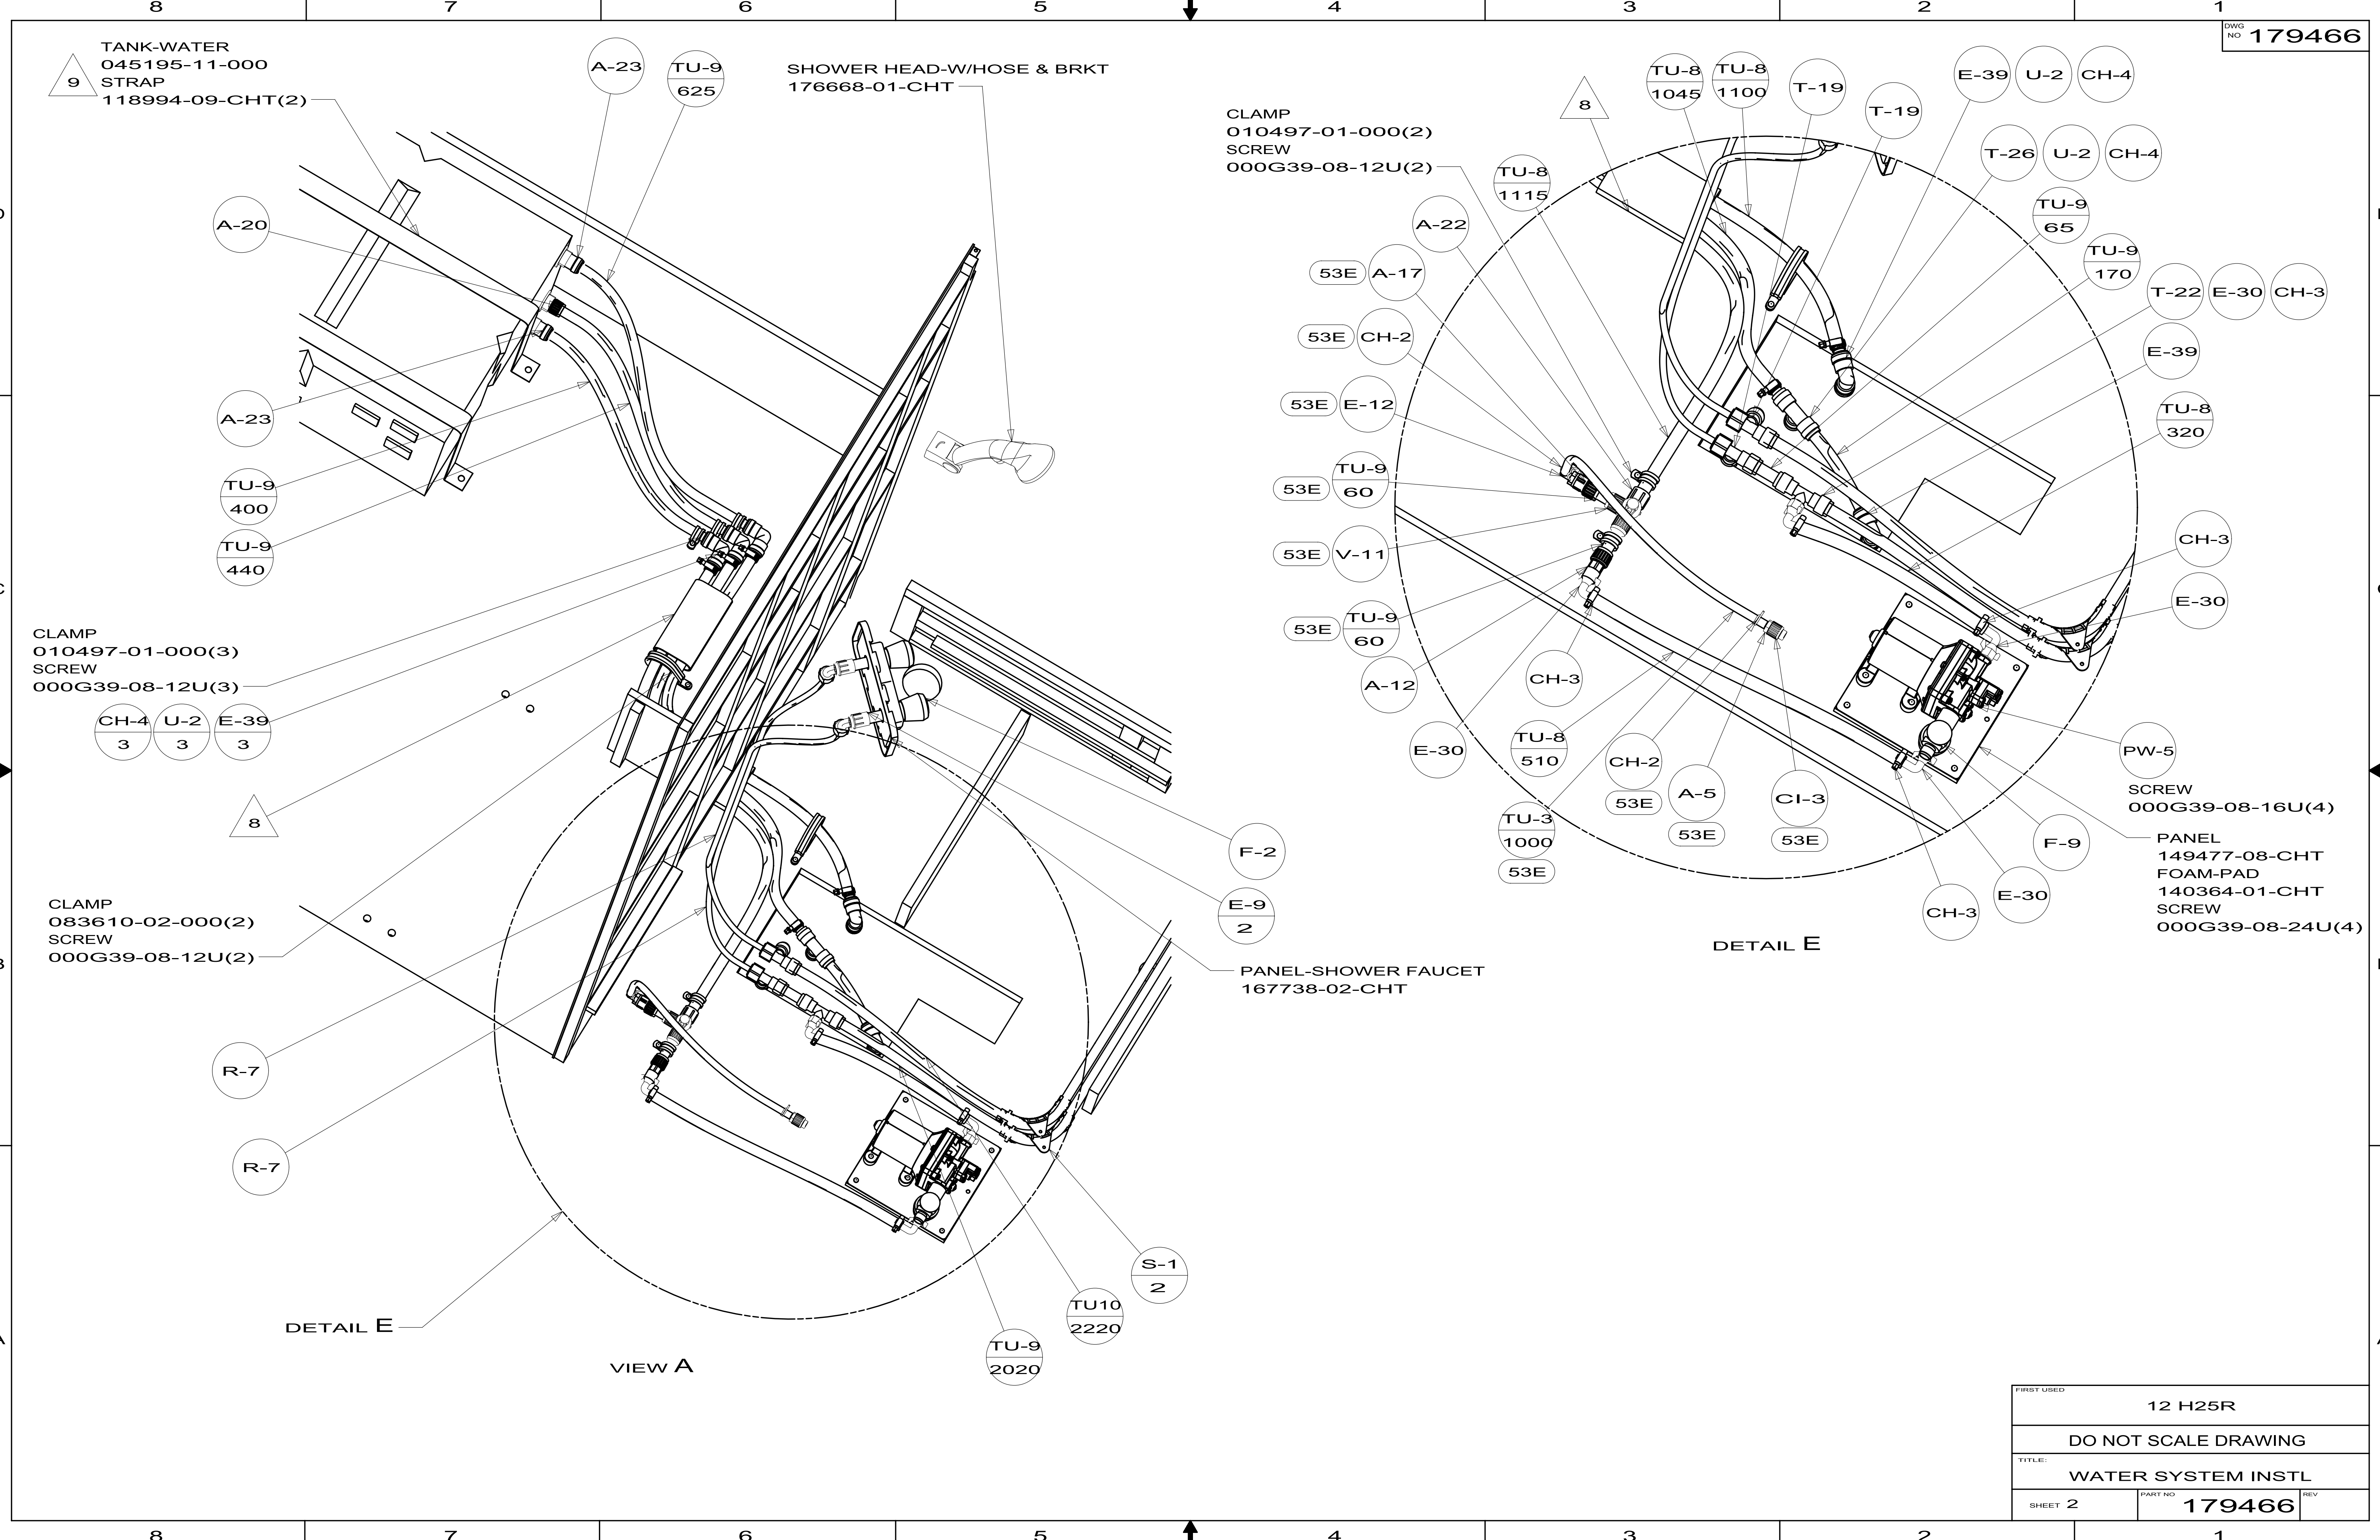 8 7 6 5 4 3 2 1
DWG
NO 179466
TANK-WATER
045195-11-000
9 STRAP
118994-09-CHT(2)
A-23
TU-9
625
SHOWER HEAD-W/HOSE & BRKT
176668-01-CHT
A-20
A-23
TU-9
400
TU-9
440
CLAMP
010497-01-000(3)
SCREW
000G39-08-12U(3)
CH-4 U-2 E-39
3 3 3
8
CLAMP
083610-02-000(2)
SCREW
000G39-08-12U(2)
R-7
R-7
F-2
E-9
2
PANEL-SHOWER FAUCET
167738-02-CHT
S-1
2
TU10
2220
TU-9
2020
DETAIL E
VIEW A
CLAMP
010497-01-000(2)
SCREW
000G39-08-12U(2)
8
TU-8
1045
TU-8
1100
T-19
T-19
E-39 U-2 CH-4
T-26 U-2 CH-4
TU-9
65
TU-9
170
T-22 E-30 CH-3
E-39
TU-8
320
CH-3
E-30
TU-8
1115
A-22
53E A-17
53E CH-2
53E E-12
53E TU-9
60
53E V-11
53E TU-9
60
A-12
E-30
CH-3
TU-8
510
TU-3
1000
53E
CH-2
53E
A-5
53E
CI-3
53E
PW-5
SCREW
000G39-08-16U(4)
F-9
E-30
CH-3
PANEL
149477-08-CHT
FOAM-PAD
140364-01-CHT
SCREW
000G39-08-24U(4)
DETAIL E
FIRST USED
12 H25R
DO NOT SCALE DRAWING
TITLE:
WATER SYSTEM INSTL
SHEET 2
PART NO 179466
REV
8 7 6 5 4 3 2 1